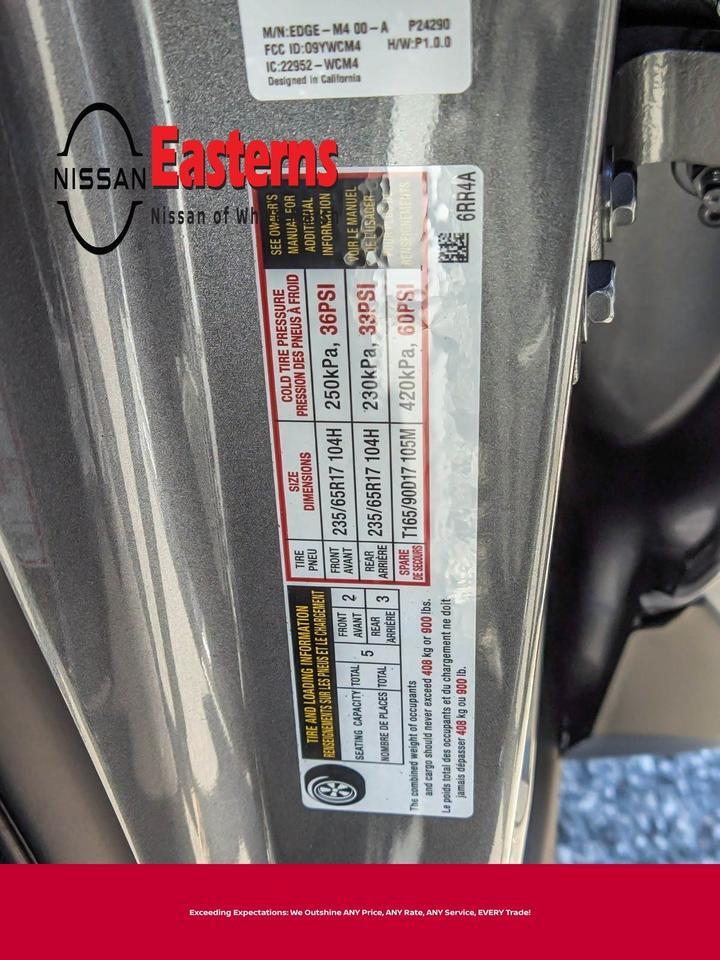 M/N:EDGE-M4 00-A P24290
FCC ID:O9YWCM4 H/W:P1.0.0
IC:22952-WCM4
Designed in California
NISSAN
Easterns
Nissan of
TIRE AND LOADING INFORMATION
RENSEIGNEMENTS SUR LES PNEUS ET LE CHARGEMENT
SEATING CAPACITY TOTAL 5 FRONT AVANT 2 REAR ARRIÈRE 3
NOMBRE DE PLACES TOTAL
The combined weight of occupants
and cargo should never exceed 408 kg or 900 lbs.
Le poids total des occupants et du chargement ne doit
jamais dépasser 408 kg ou 900 lb.
TIRE PNEU SIZE DIMENSIONS COLD TIRE PRESSURE PRESSION DES PNEUS À FROID
FRONT AVANT 235/65R17 104H 250kPa, 36PSI
REAR ARRIÈRE 235/65R17 104H 230kPa, 33PSI
SPARE DE SECOURS T165/90D17 105M 420kPa, 60PSI
SEE OWNER'S
MANUAL FOR
ADDITIONAL
INFORMATION
VOIR LE MANUEL
DE L'USAGER
RENSEIGNEMENTS
6RR4A
Exceeding Expectations: We Outshine ANY Price, ANY Rate, ANY Service, EVERY Trade!